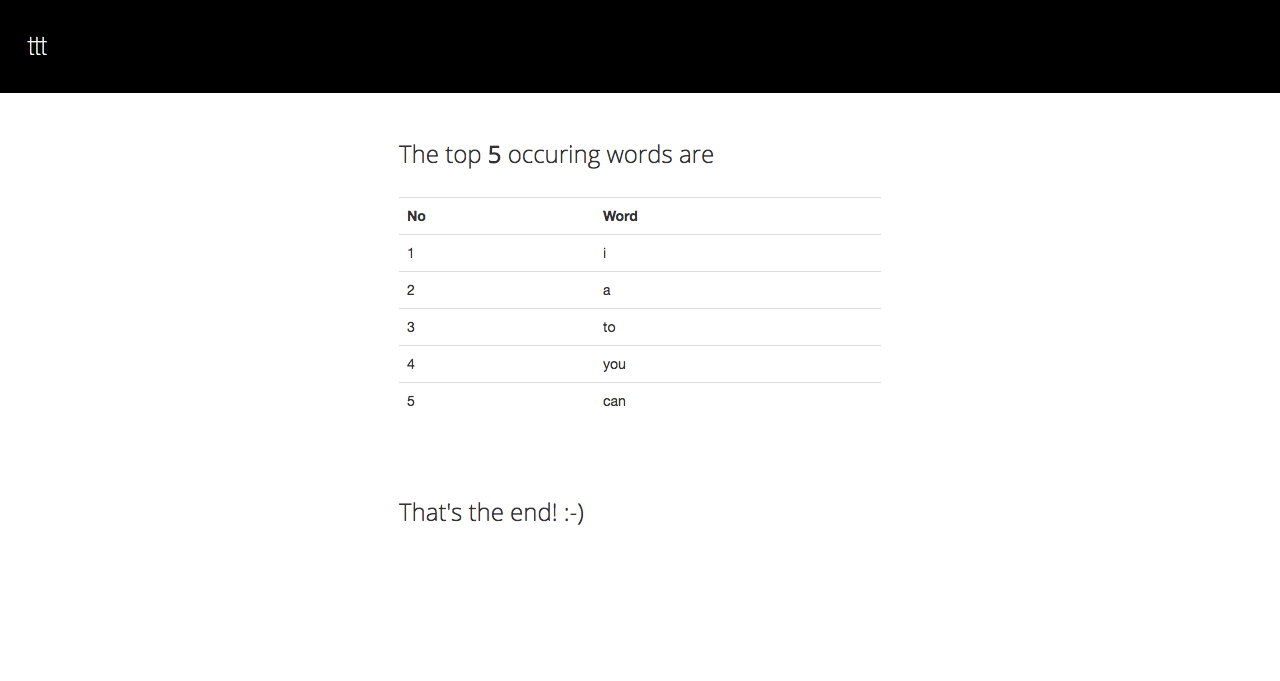 ttt
The top 5 occuring words are
No Word
1 i
2 a
3 to
4 you
5 can
That's the end! :-)